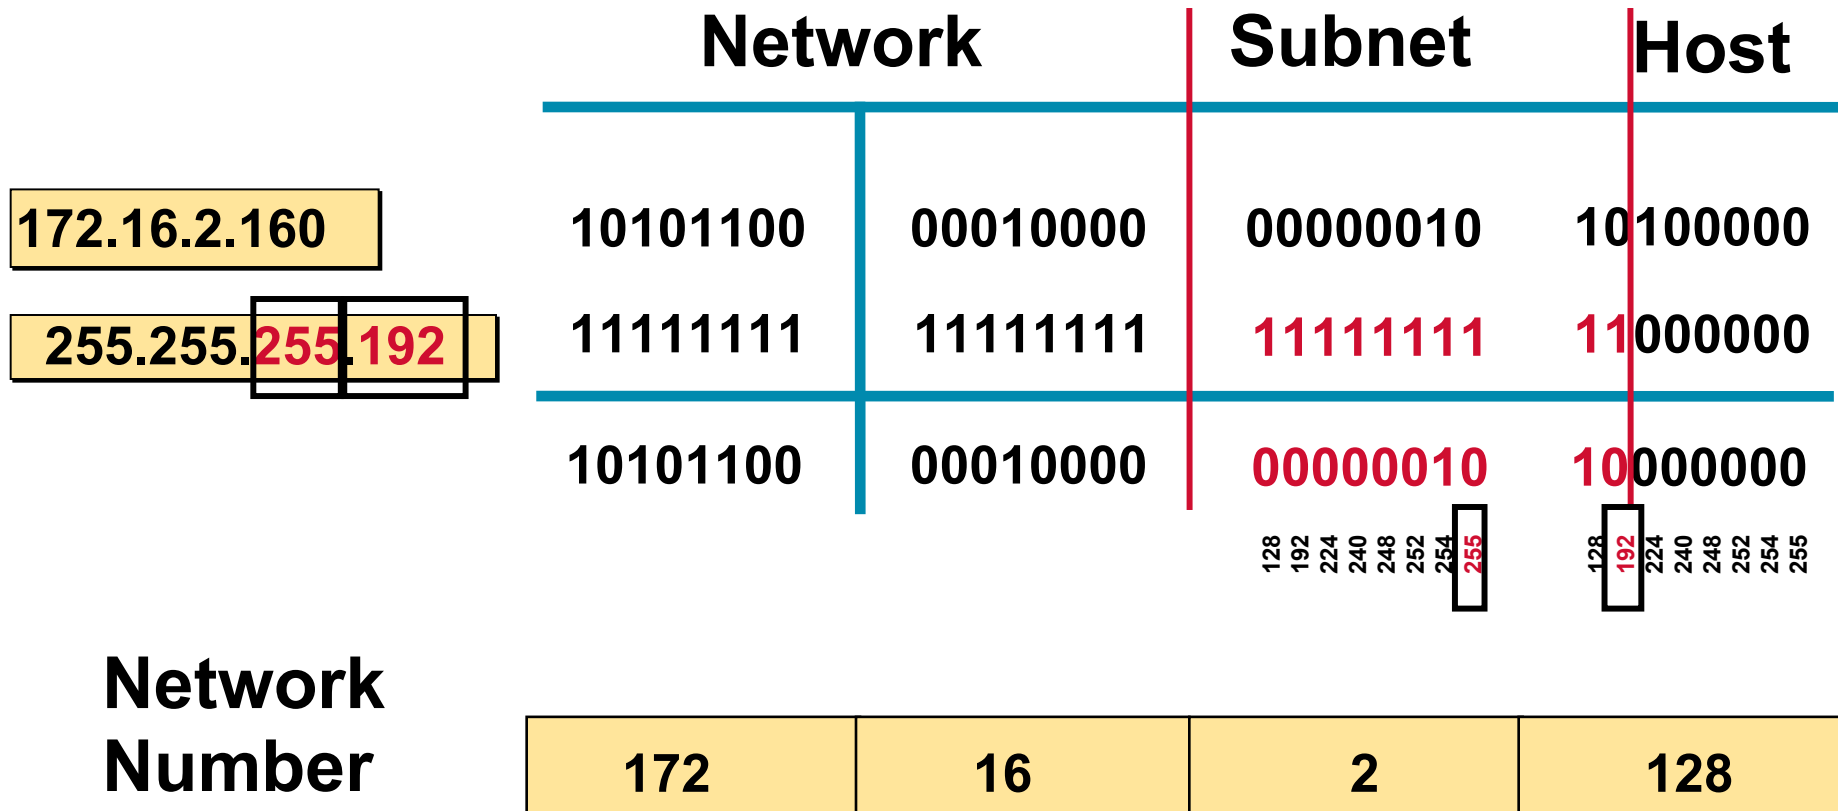 Network Subnet Host
172.16.2.160 10101100 00010000 00000010 10100000
255.255.255.192 11111111 11111111 11111111 11000000
10101100 00010000 00000010 10000000
128 192 224 240 248 252 254 255 128 192 224 240 248 252 254 255
Network
Number 172 16 2 128